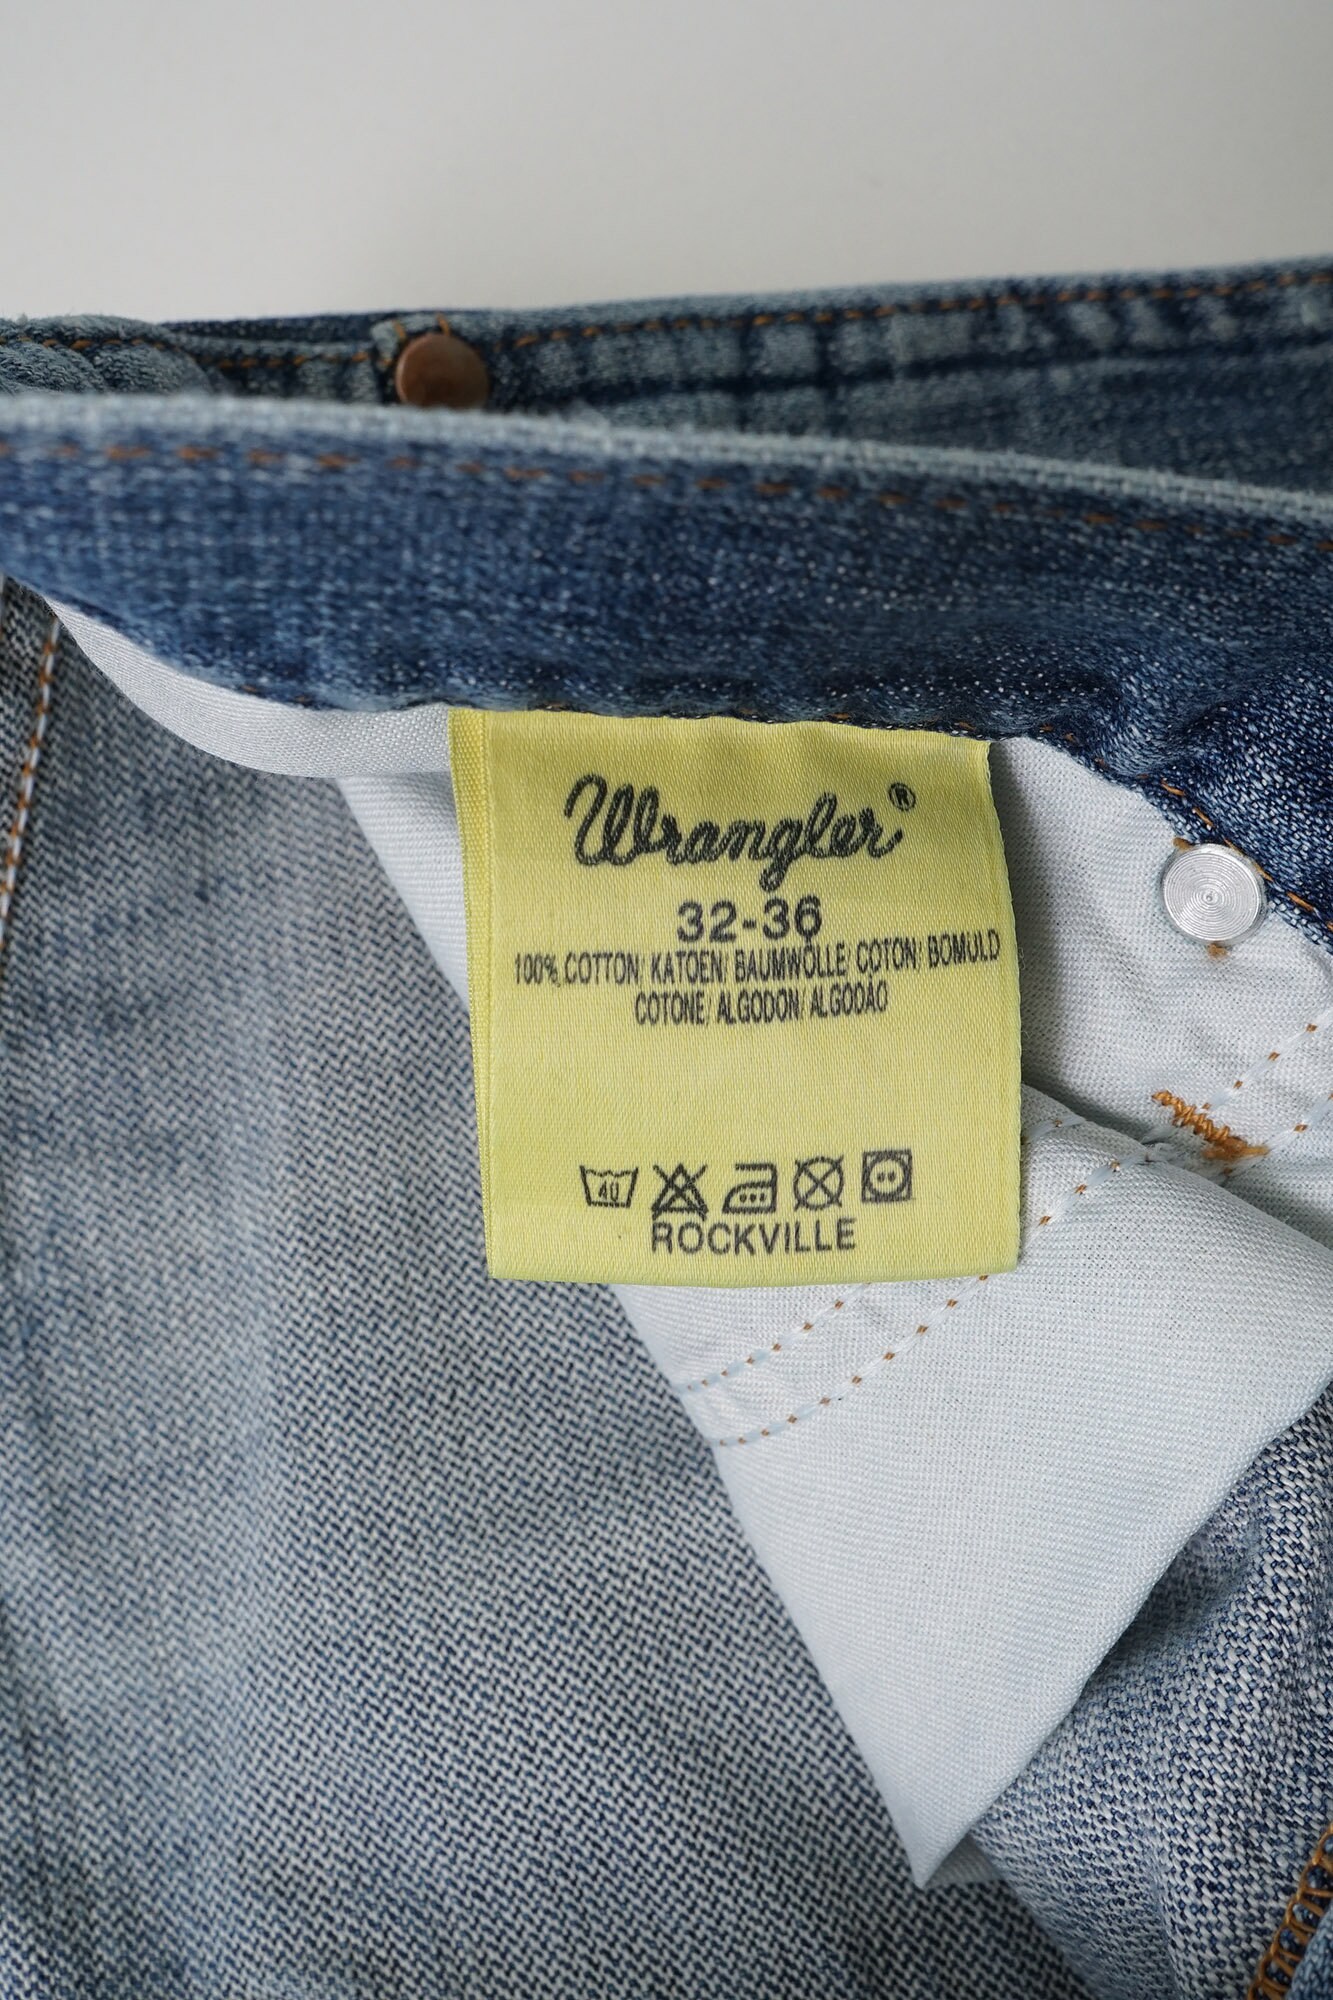 Wrangler®
32-36
100% COTTON/ KATOEN/ BAUMWOLLE/ COTON/ BOMULD
COTONE/ ALGODON/ ALGODAO
40
ROCKVILLE